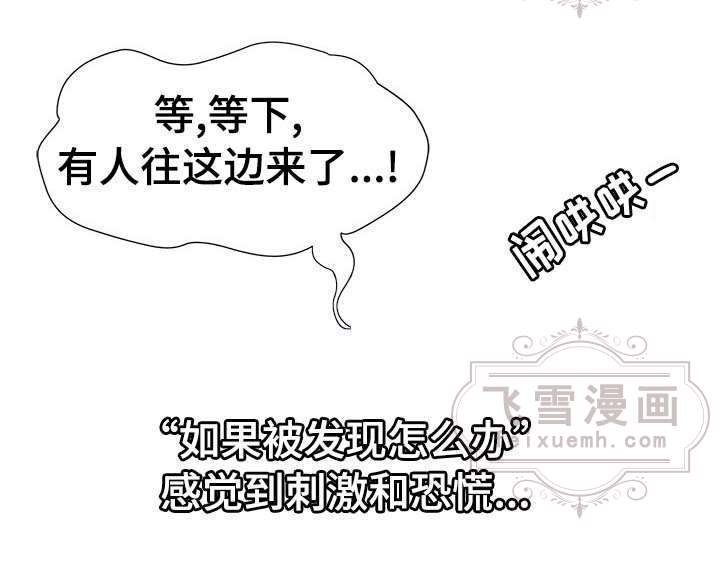 等,等下,
有人往这边来了...!
闹哄哄一
飞雪漫画
feixuemh.com
“如果被发现怎么办”
感觉到刺激和恐慌...